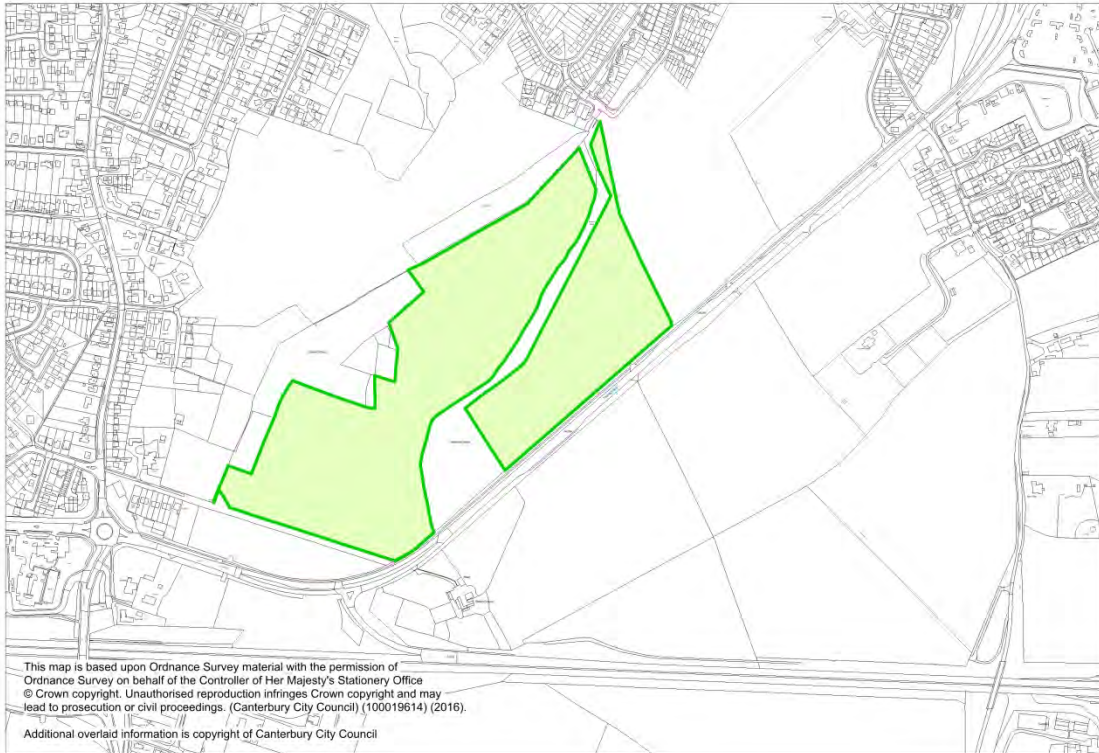 This map is based upon Ordnance Survey material with the permission of
Ordnance Survey on behalf of the Controller of Her Majesty's Stationery Office
© Crown copyright. Unauthorised reproduction infringes Crown copyright and may
lead to prosecution or civil proceedings. (Canterbury City Council) (100019614) (2016).
Additional overlaid information is copyright of Canterbury City Council